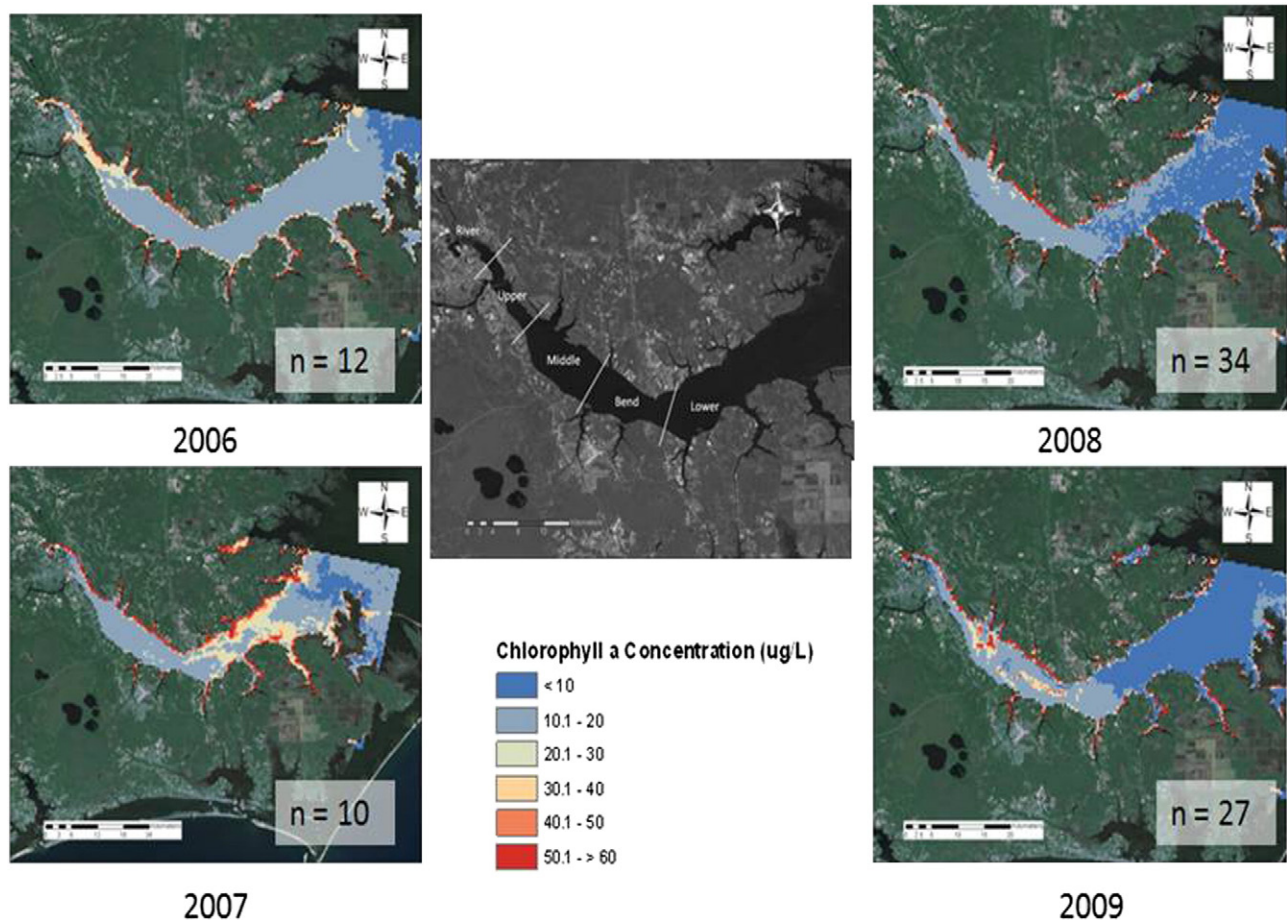 N
W E
S
n = 12
2006
N
W E
S
n = 34
2008
River
Upper
Middle
Bend
Lower
N
W E
S
n = 10
2007
Chlorophyll a Concentration (ug/L)
< 10
10.1 - 20
20.1 - 30
30.1 - 40
40.1 - 50
50.1 - > 60
N
W E
S
n = 27
2009